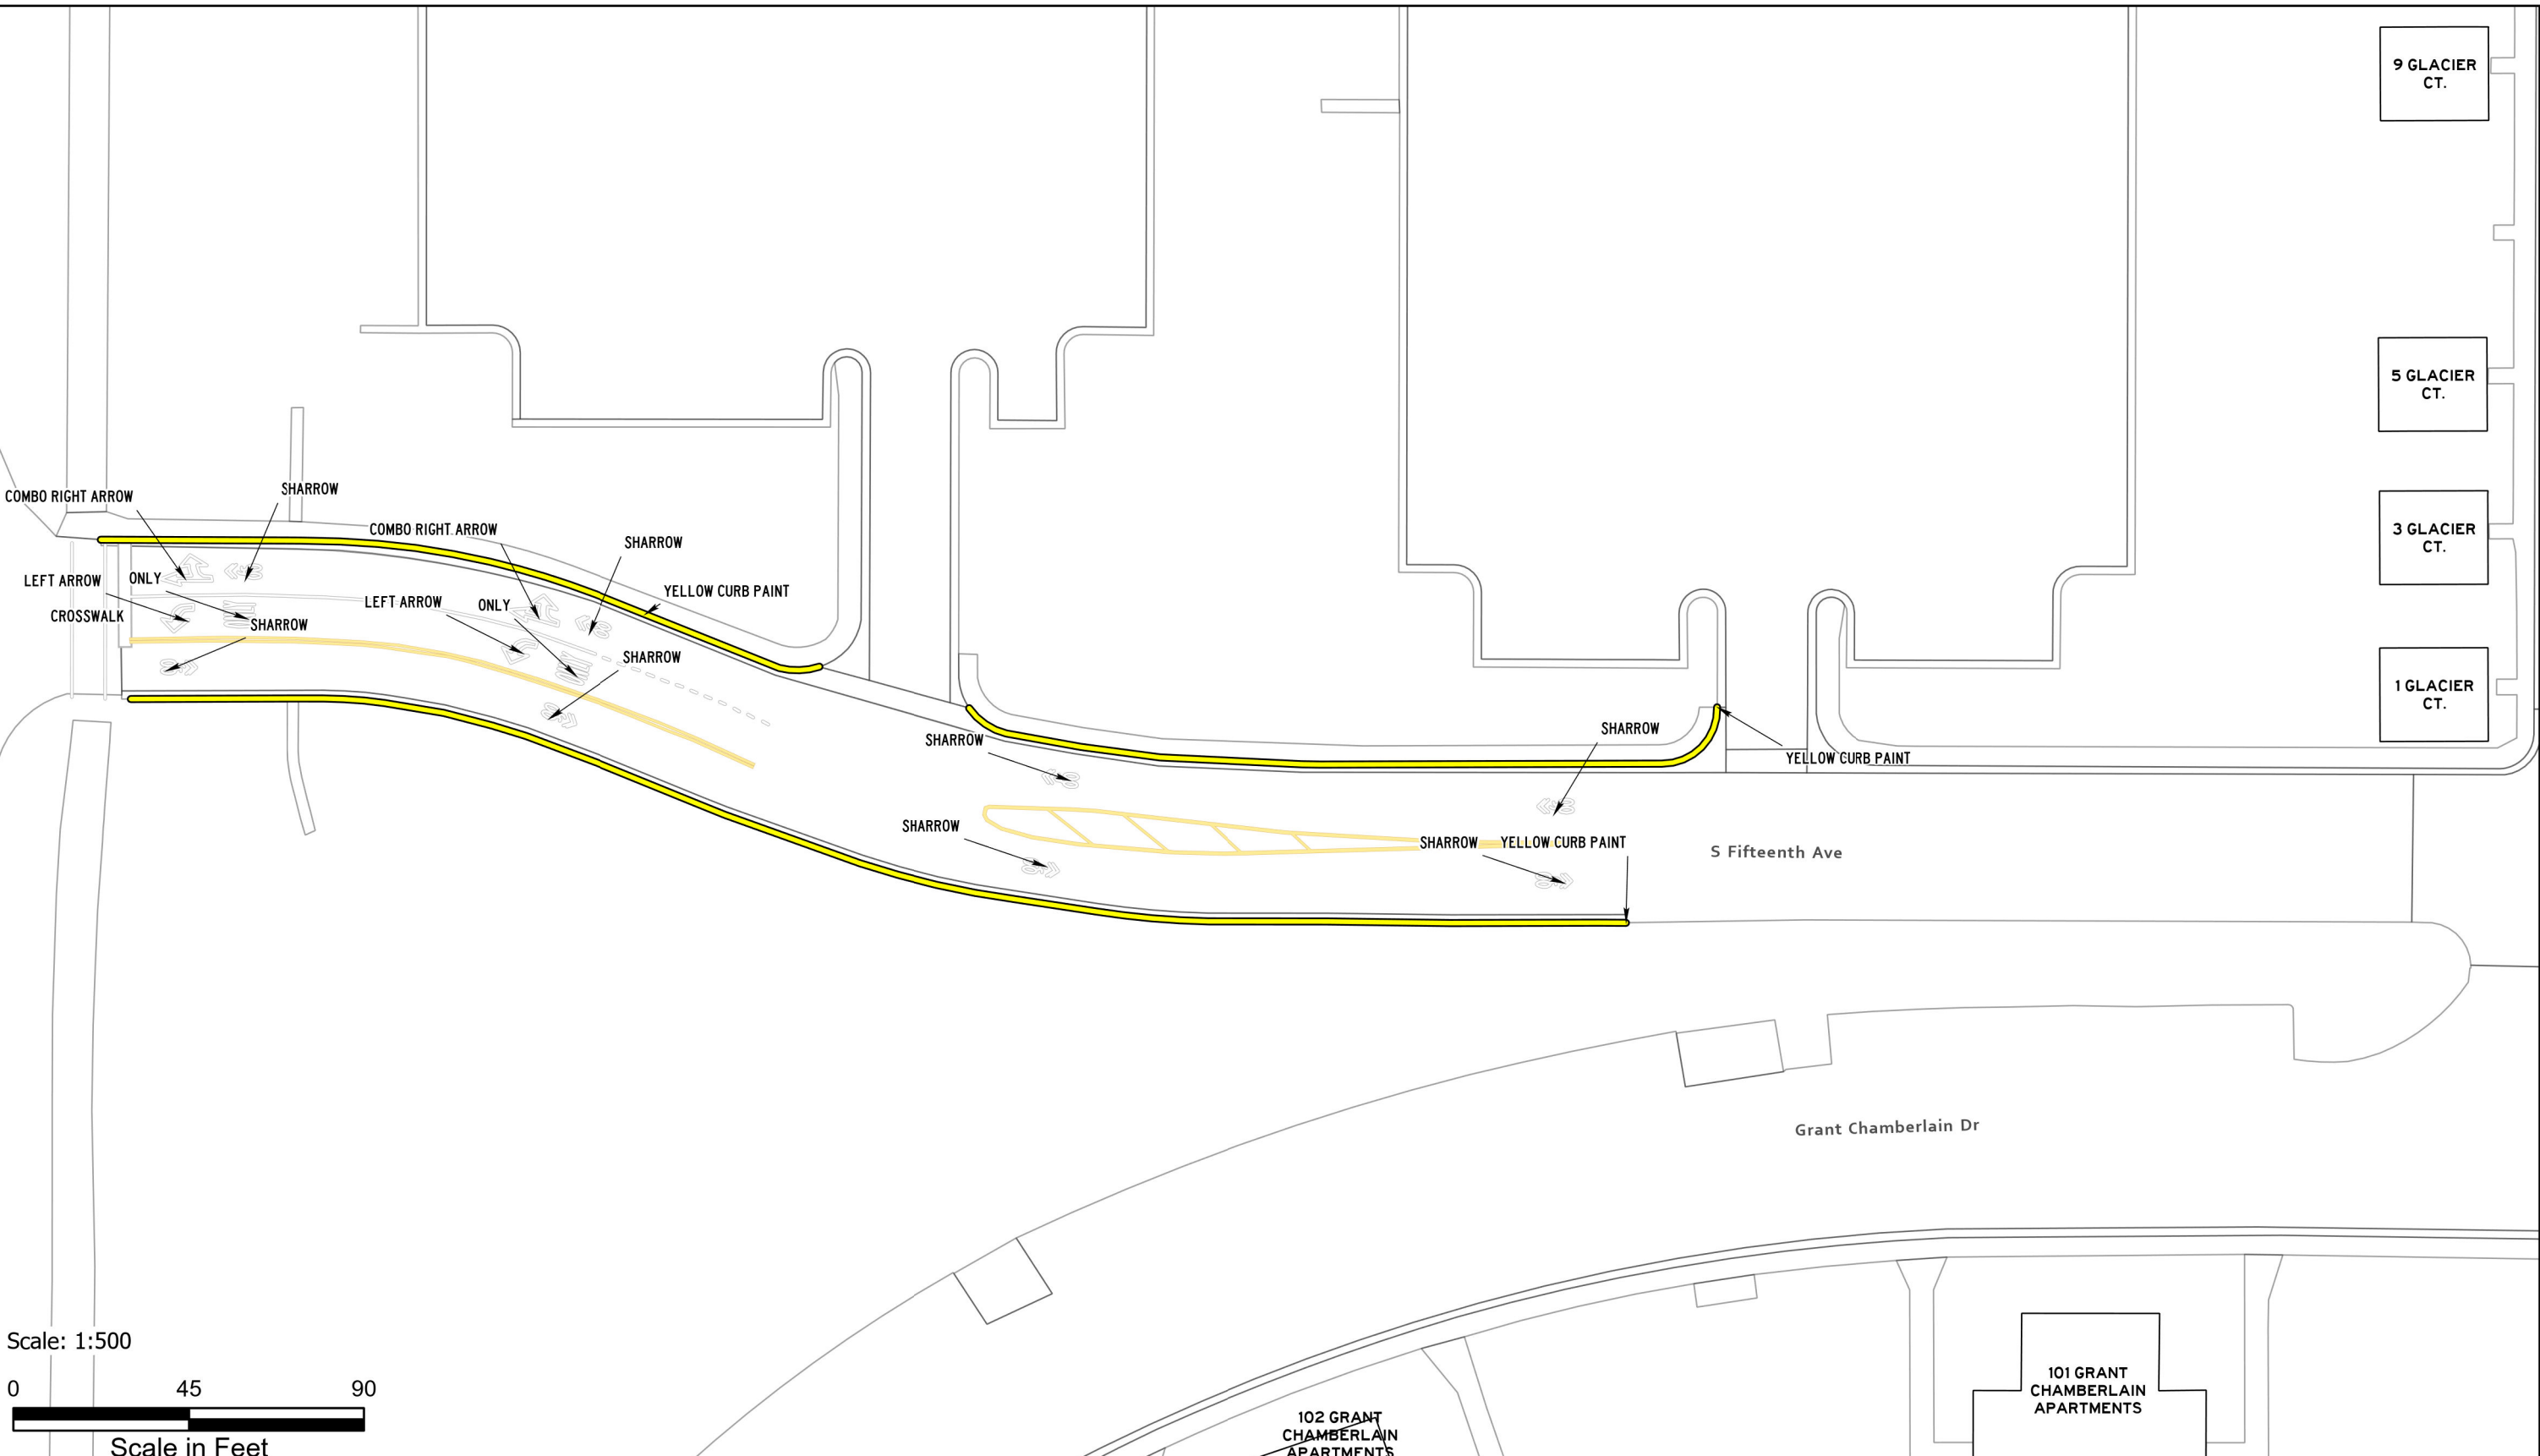 9 GLACIER
CT.
5 GLACIER
CT.
COMBO RIGHT ARROW
SHARROW
COMBO RIGHT ARROW
SHARROW
3 GLACIER
CT.
LEFT ARROW
ONLY
YELLOW CURB PAINT
LEFT ARROW
ONLY
CROSSWALK
SHARROW
SHARROW
1 GLACIER
CT.
SHARROW
SHARROW
YELLOW CURB PAINT
SHARROW
SHARROW
YELLOW CURB PAINT
S Fifteenth Ave
Grant Chamberlain Dr
Scale: 1:500
0 45 90
Scale in Feet
101 GRANT
CHAMBERLAIN
APARTMENTS
102 GRANT
CHAMBERLAIN
APARTMENTS